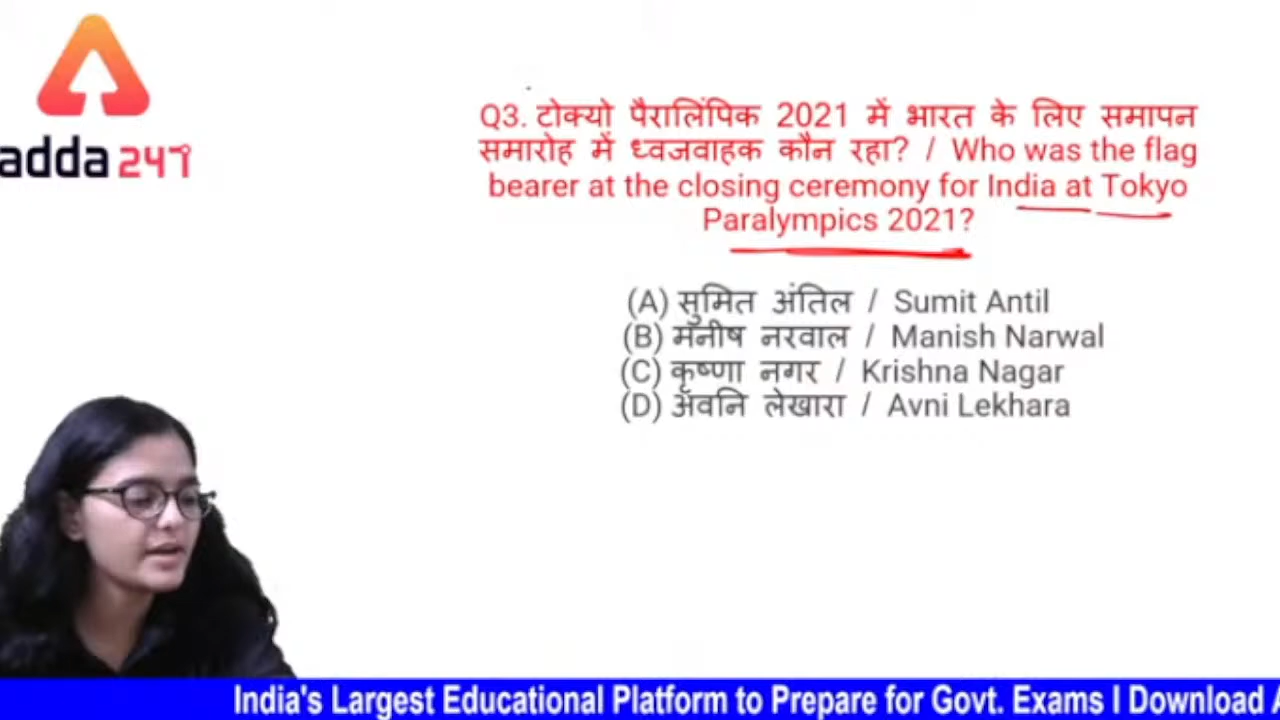 adda 247
Q3. टोक्यो पैरालिंपिक 2021 में भारत के लिए समापन
समारोह में ध्वजवाहक कौन रहा? / Who was the flag
bearer at the closing ceremony for India at Tokyo
Paralympics 2021?
(A) सुमित अंतिल / Sumit Antil
(B) मनीष नरवाल / Manish Narwal
(C) कृष्णा नगर / Krishna Nagar
(D) अवनि लेखारा / Avni Lekhara
India's Largest Educational Platform to Prepare for Govt. Exams I Download A